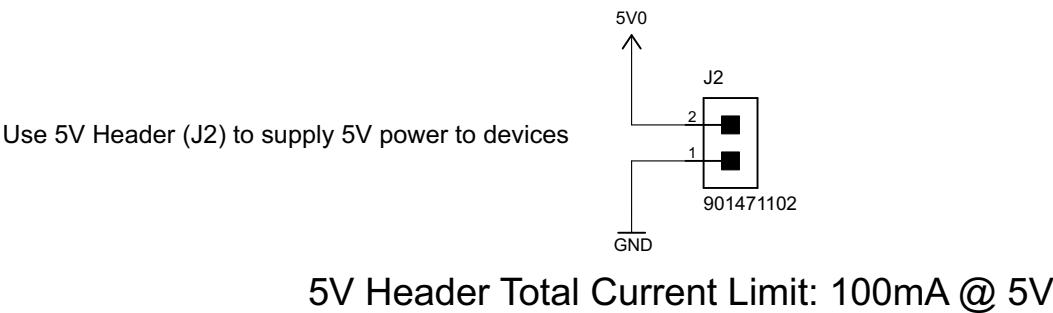 5V0
J2
Use 5V Header (J2) to supply 5V power to devices
2
1
901471102
GND
5V Header Total Current Limit: 100mA @ 5V